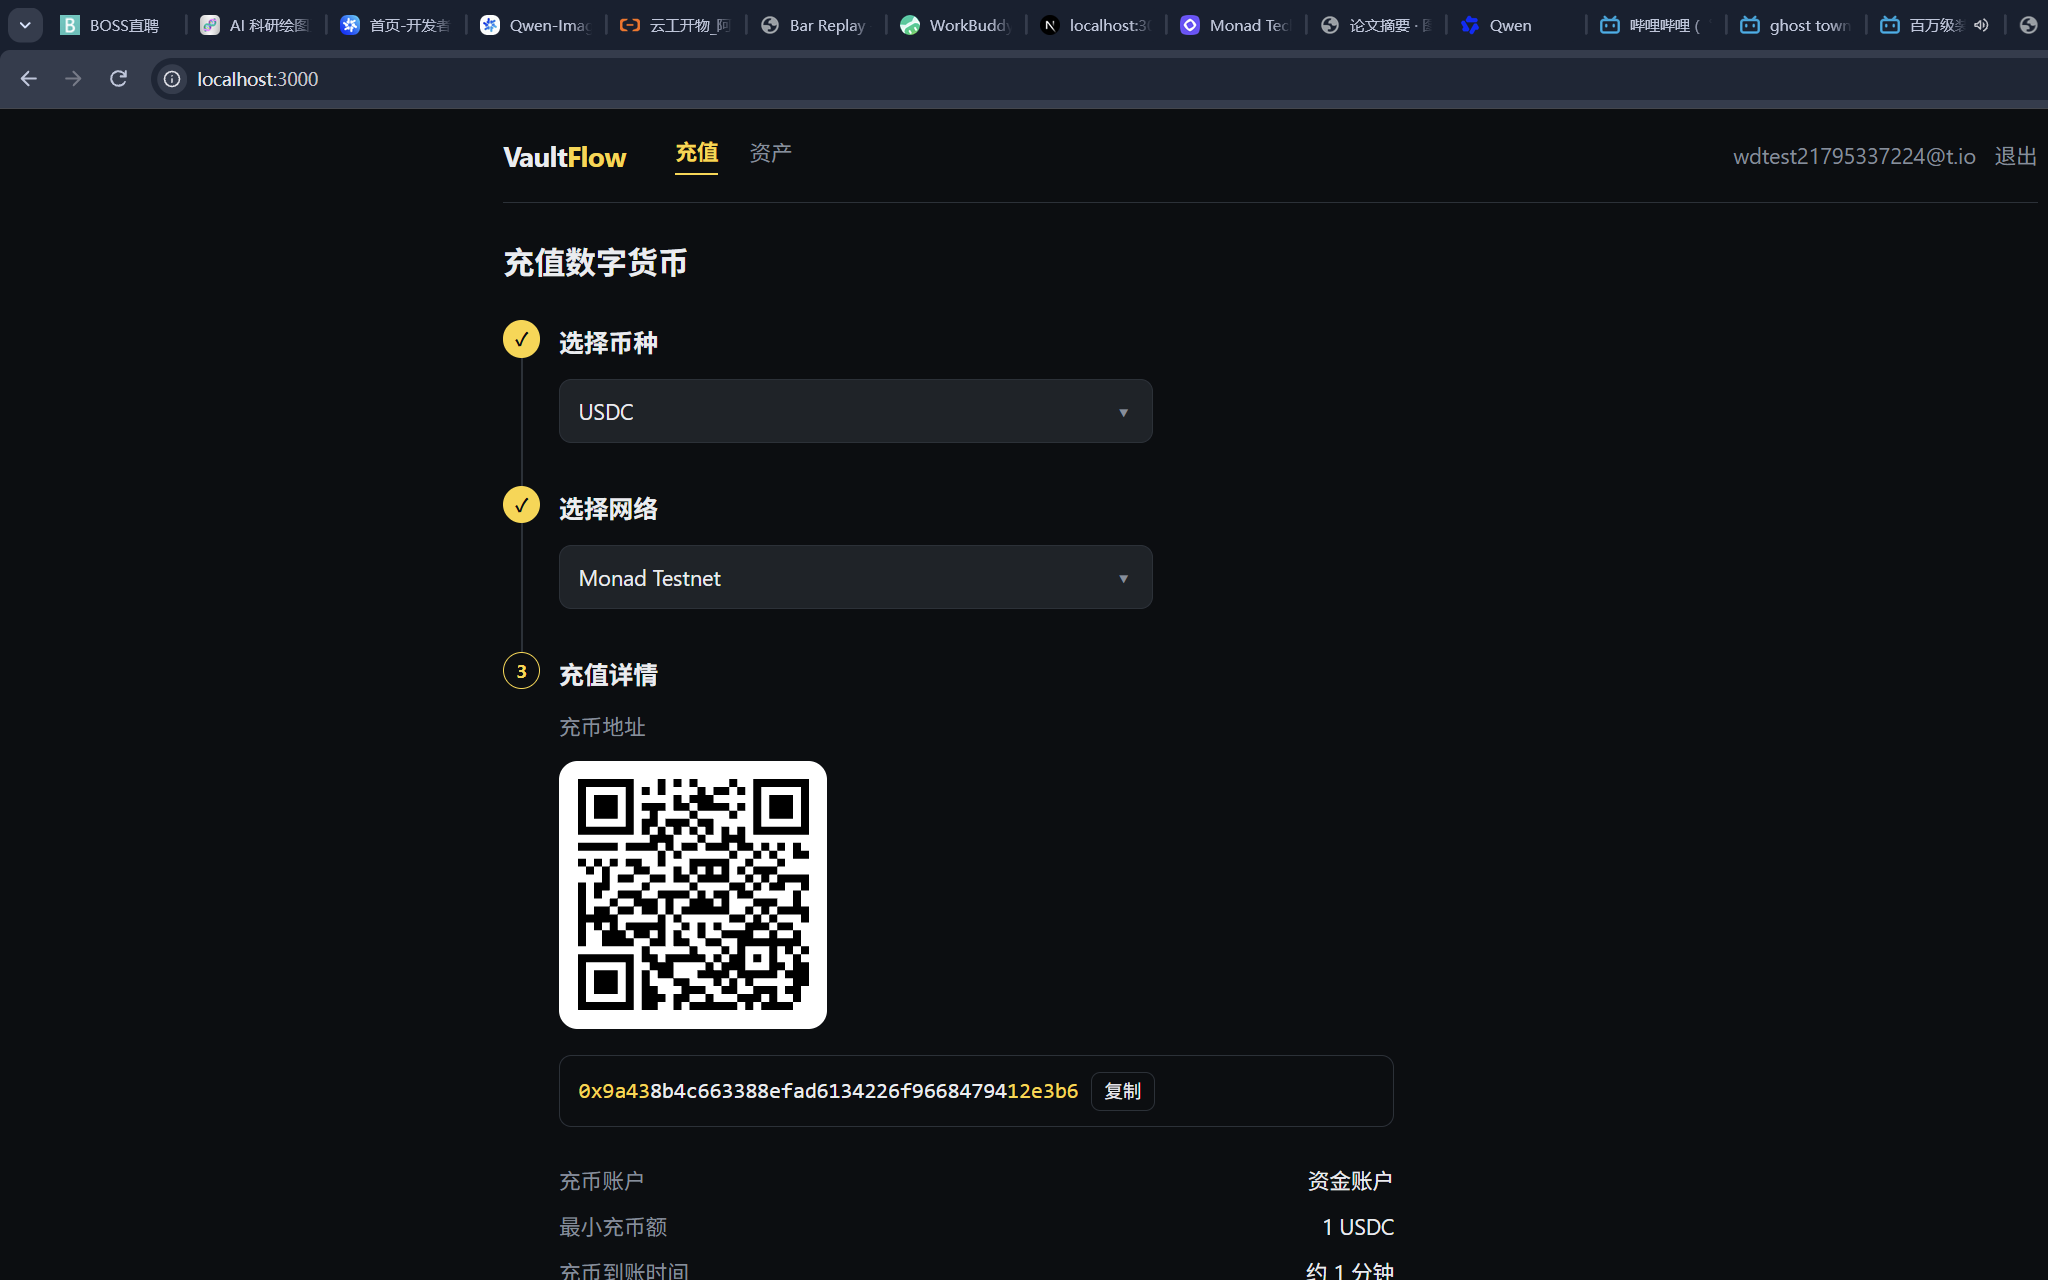 BOSS直聘
AI 科研绘图
首页-开发者
Qwen-Imag
云工开物_阿
Bar Replay
WorkBuddy
localhost:30
Monad Tec
论文摘要 ·
Qwen
哔哩哔哩 (
ghost town
百万级装
localhost:3000
VaultFlow
充值
资产
wdtest21795337224@t.io
退出
充值数字货币
✓ 选择币种
USDC
✓ 选择网络
Monad Testnet
3 充值详情
充币地址
0x9a438b4c663388efad6134226f9668479412e3b6 复制
充币账户 资金账户
最小充币额 1 USDC
充币到账时间 约 1 分钟